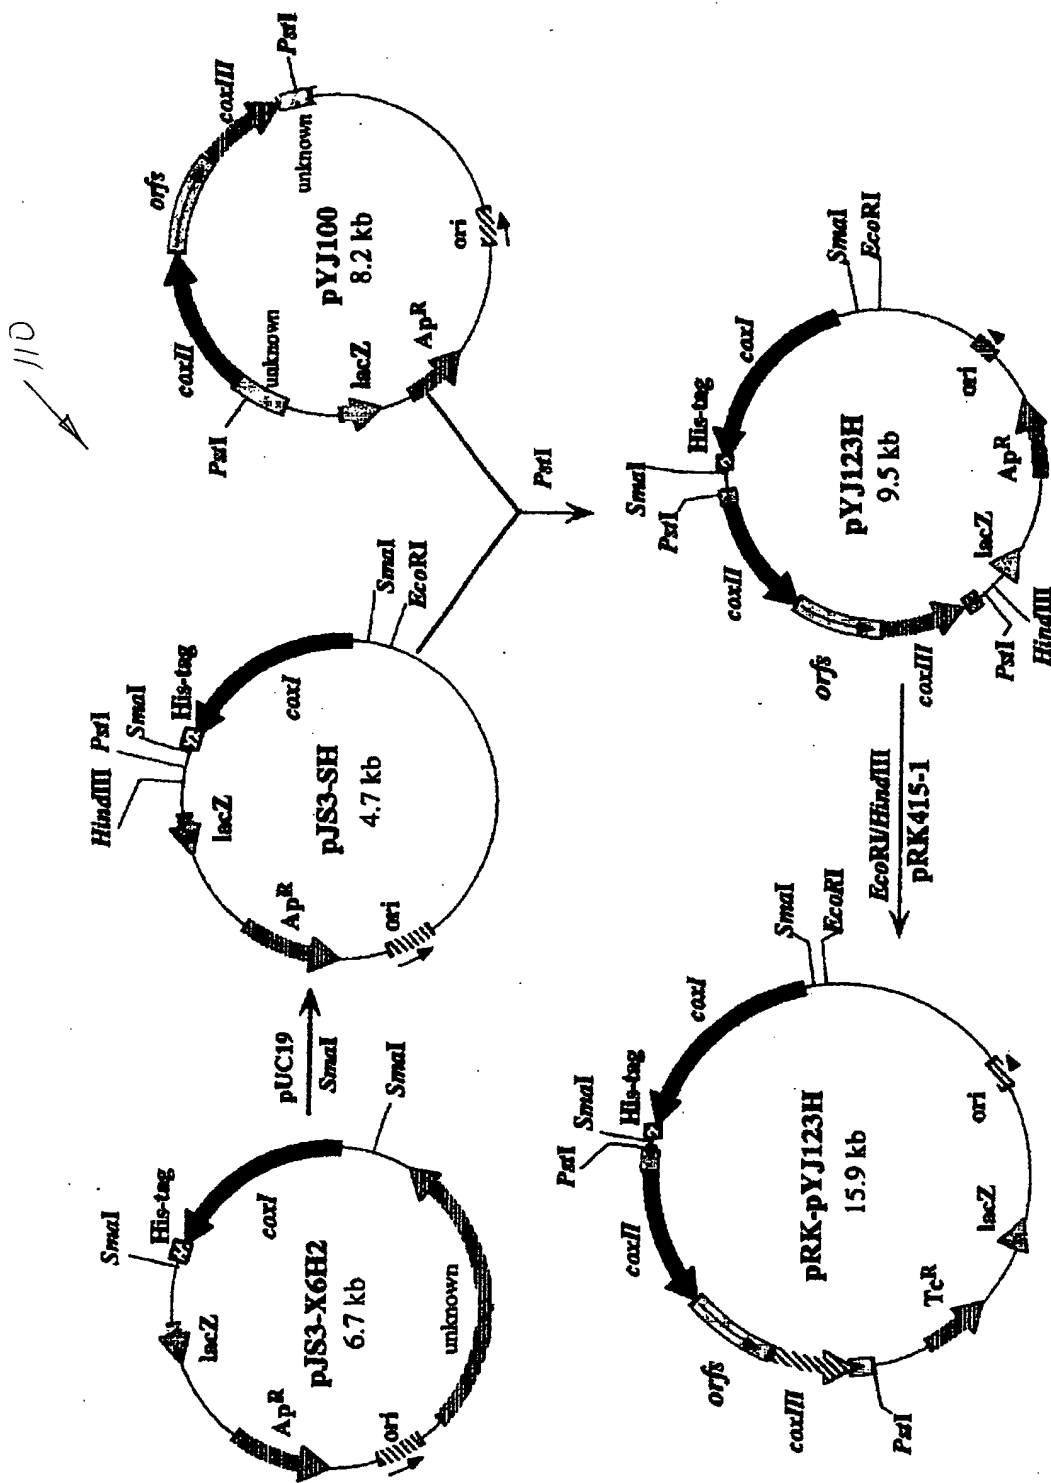 110
SmaI
His-tag
coxI
lacZ
pJS3-X6H2
6.7 kb
ApR
ori
unknown
SmaI
pUC19
SmaI
HindIII
PstI
SmaI
His-tag
coxI
lacZ
pJS3-SH
4.7 kb
ApR
ori
SmaI
EcoRI
PstI
coxII
orfs
coxIII
PstI
unknown
unknown
pYJ100
8.2 kb
lacZ
ApR
ori
PstI
SmaI
PstI
His-tag
coxI
coxII
SmaI
EcoRI
orfs
coxIII
pYJ123H
9.5 kb
ori
ApR
lacZ
PstI
HindIII
EcoRI/HindIII
pRK415-1
PstI
SmaI
His-tag
coxI
coxII
SmaI
EcoRI
orfs
coxIII
pRK-pYJ123H
15.9 kb
PstI
TcR
lacZ
ori